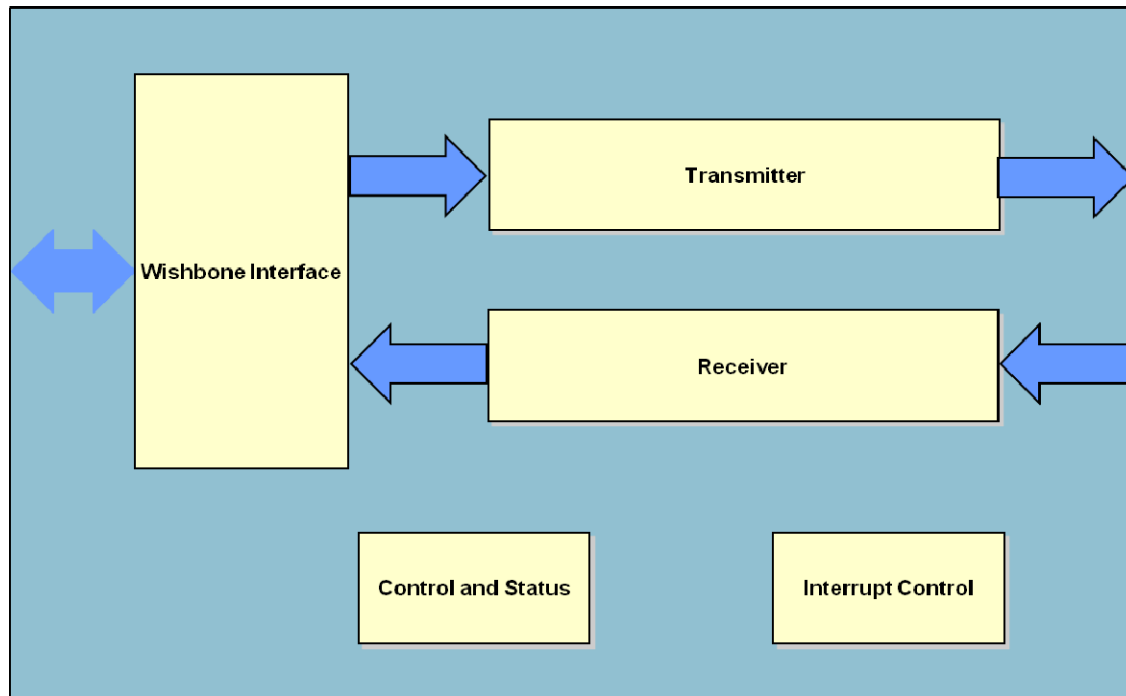 Transmitter
Wishbone Interface
Receiver
Control and Status
Interrupt Control